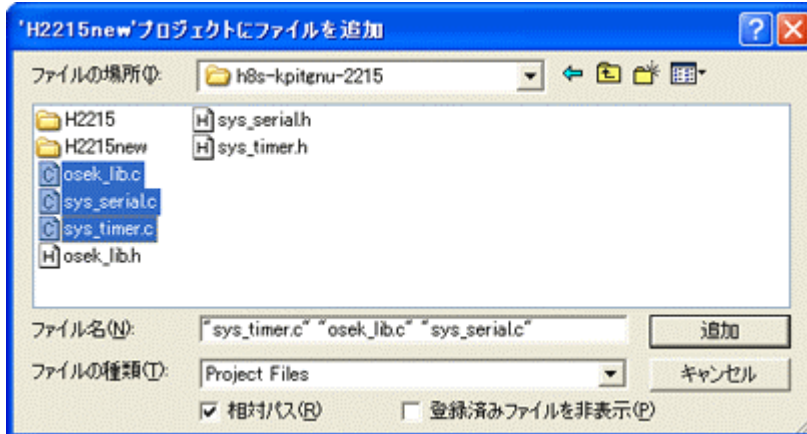 'H2215new'プロジェクトにファイルを追加
ファイルの場所(I):
h8s-kpitgnu-2215
H2215
H2215new
osek_lib.c
sys_serial.c
sys_timer.c
osek_lib.h
sys_serial.h
sys_timer.h
ファイル名(N):
"sys_timer.c" "osek_lib.c" "sys_serial.c"
追加
ファイルの種類(T):
Project Files
キャンセル
相対パス(R)
登録済みファイルを非表示(P)